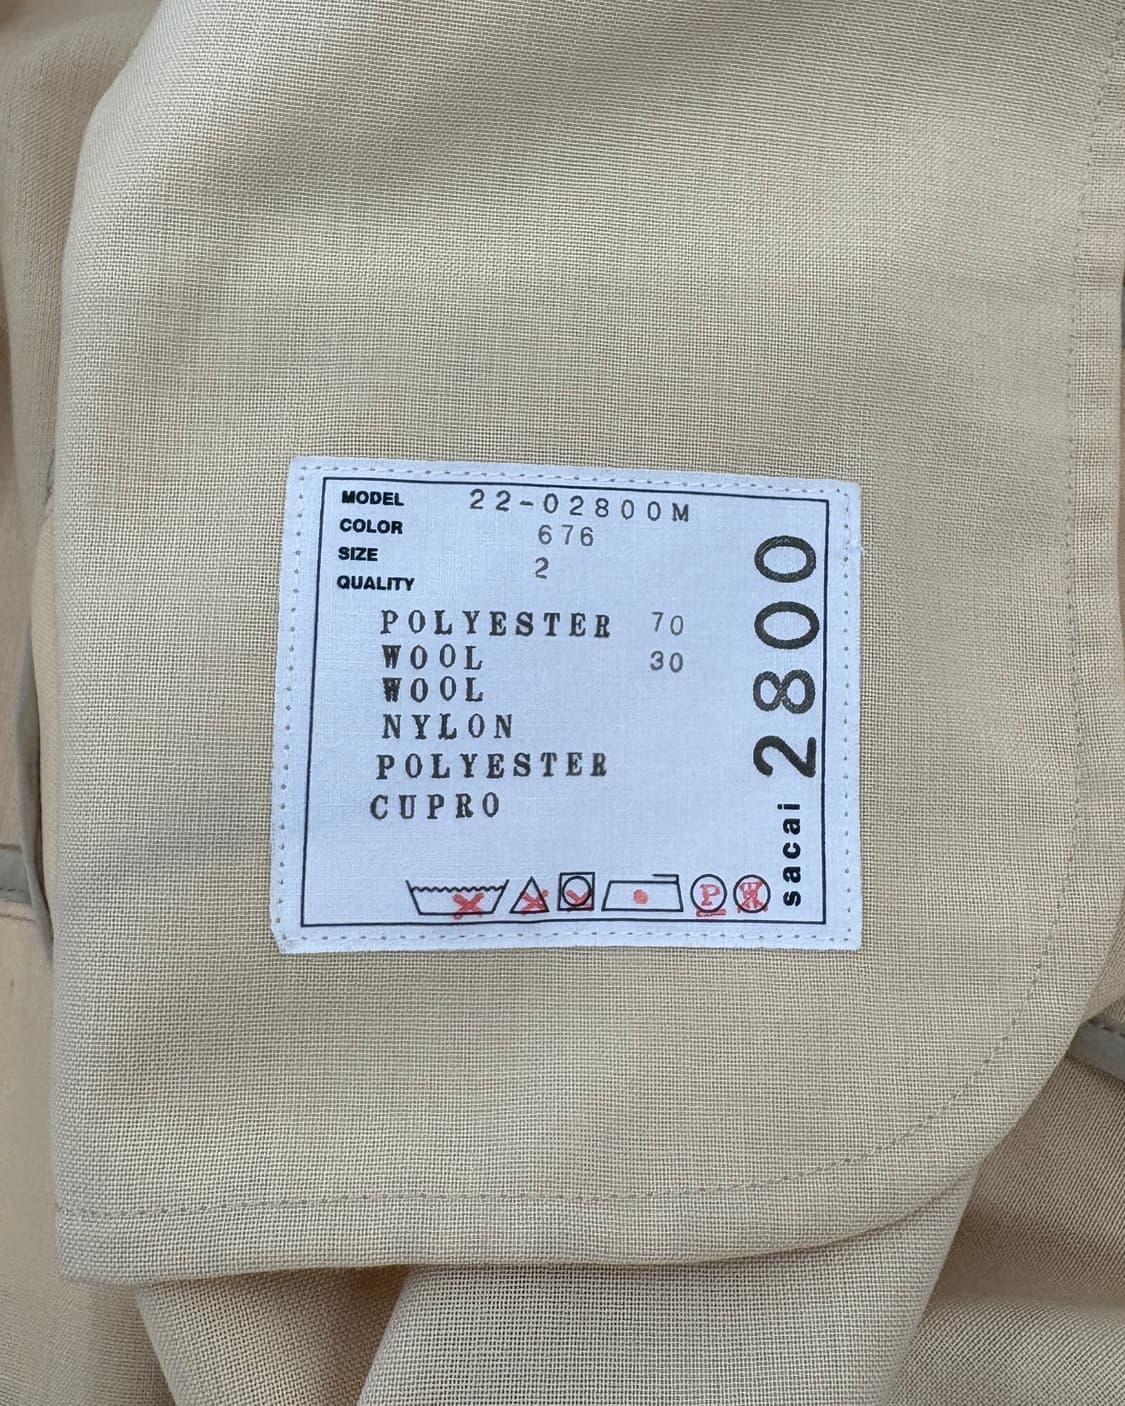 MODEL 22-02800M
COLOR 676
SIZE 2
QUALITY
POLYESTER 70
WOOL 30
WOOL
NYLON
POLYESTER
CUPRO
P W
sacai 2800